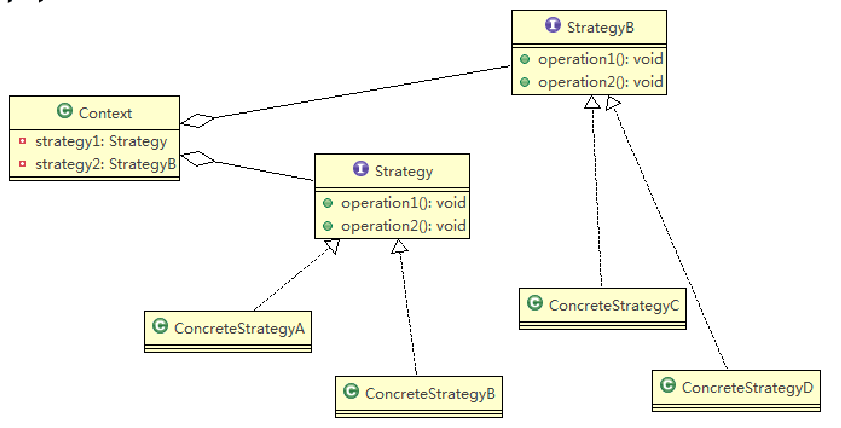 StrategyB
operation1(): void
operation2(): void
Context
strategy1: Strategy
strategy2: StrategyB
Strategy
operation1(): void
operation2(): void
ConcreteStrategyA
ConcreteStrategyB
ConcreteStrategyC
ConcreteStrategyD